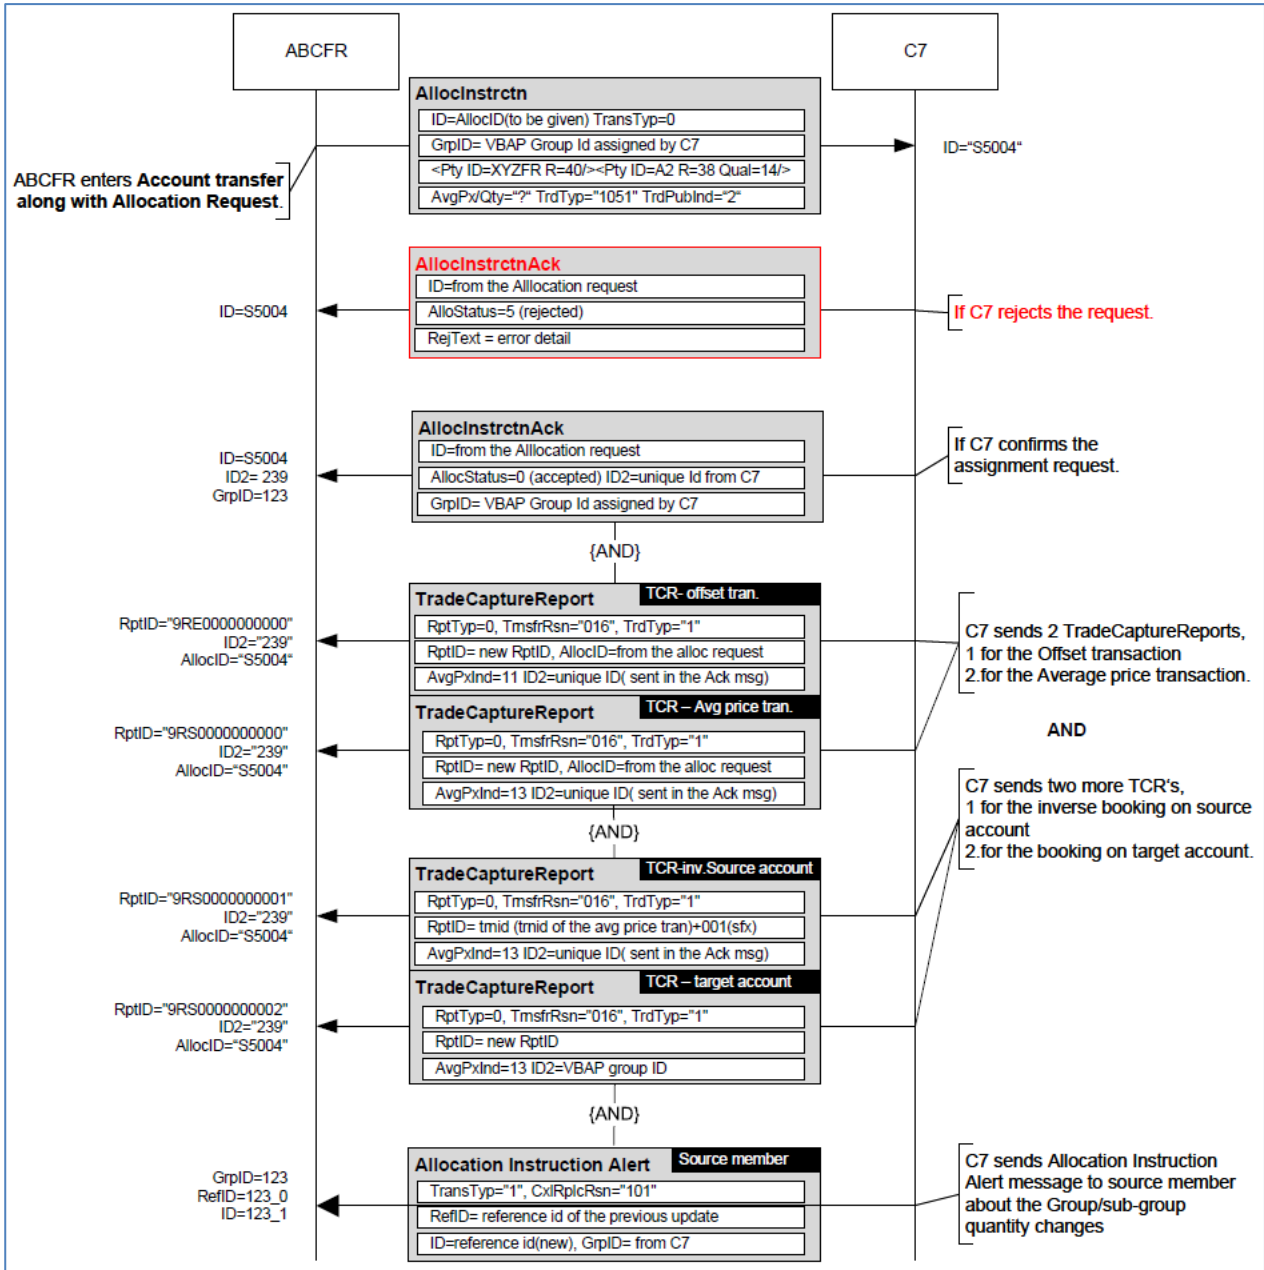 ABCFR
C7
AllocInstrctn
ID=AllocID(to be given) TransTyp=0
GrpID= VBAP Group Id assigned by C7
<Pty ID=XYZFR R=40/><Pty ID=A2 R=38 Qual=14/>
AvgPx/Qty="?" TrdTyp="1051" TrdPubInd="2"
ID="S5004"
ABCFR enters Account transfer
along with Allocation Request.
AllocInstrctnAck
ID=from the Alllocation request
AlloStatus=5 (rejected)
RejText = error detail
ID=S5004
If C7 rejects the request.
AllocInstrctnAck
ID=from the Alllocation request
AllocStatus=0 (accepted) ID2=unique Id from C7
GrpID= VBAP Group Id assigned by C7
ID=S5004
ID2= 239
GrpID=123
If C7 confirms the
assignment request.
{AND}
TradeCaptureReport
TCR- offset tran.
RptTyp=0, TrnsfrRsn="016", TrdTyp="1"
RptID= new RptID, AllocID=from the alloc request
AvgPxInd=11 ID2=unique ID( sent in the Ack msg)
RptID="9RE0000000000"
ID2="239"
AllocID="S5004"
C7 sends 2 TradeCaptureReports,
1 for the Offset transaction
2.for the Average price transaction.
TradeCaptureReport
TCR – Avg price tran.
RptTyp=0, TrnsfrRsn="016", TrdTyp="1"
RptID= new RptID, AllocID=from the alloc request
AvgPxInd=13 ID2=unique ID( sent in the Ack msg)
RptID="9RS0000000000"
ID2="239"
AllocID="S5004"
AND
{AND}
C7 sends two more TCR's,
1 for the inverse booking on source
account
2.for the booking on target account.
TradeCaptureReport
TCR-inv.Source account
RptTyp=0, TrnsfrRsn="016", TrdTyp="1"
RptID= trnid (trnid of the avg price tran)+001(sfx)
AvgPxInd=13 ID2=unique ID( sent in the Ack msg)
RptID="9RS0000000001"
ID2="239"
AllocID="S5004"
TradeCaptureReport
TCR – target account
RptTyp=0, TrnsfrRsn="016", TrdTyp="1"
RptID= new RptID
AvgPxInd=13 ID2=VBAP group ID
RptID="9RS0000000002"
ID2="239"
AllocID="S5004"
{AND}
Allocation Instruction Alert
Source member
TransTyp="1", CxlRplcRsn="101"
RefID= reference id of the previous update
ID=reference id(new), GrpID= from C7
GrpID=123
RefID=123_0
ID=123_1
C7 sends Allocation Instruction
Alert message to source member
about the Group/sub-group
quantity changes